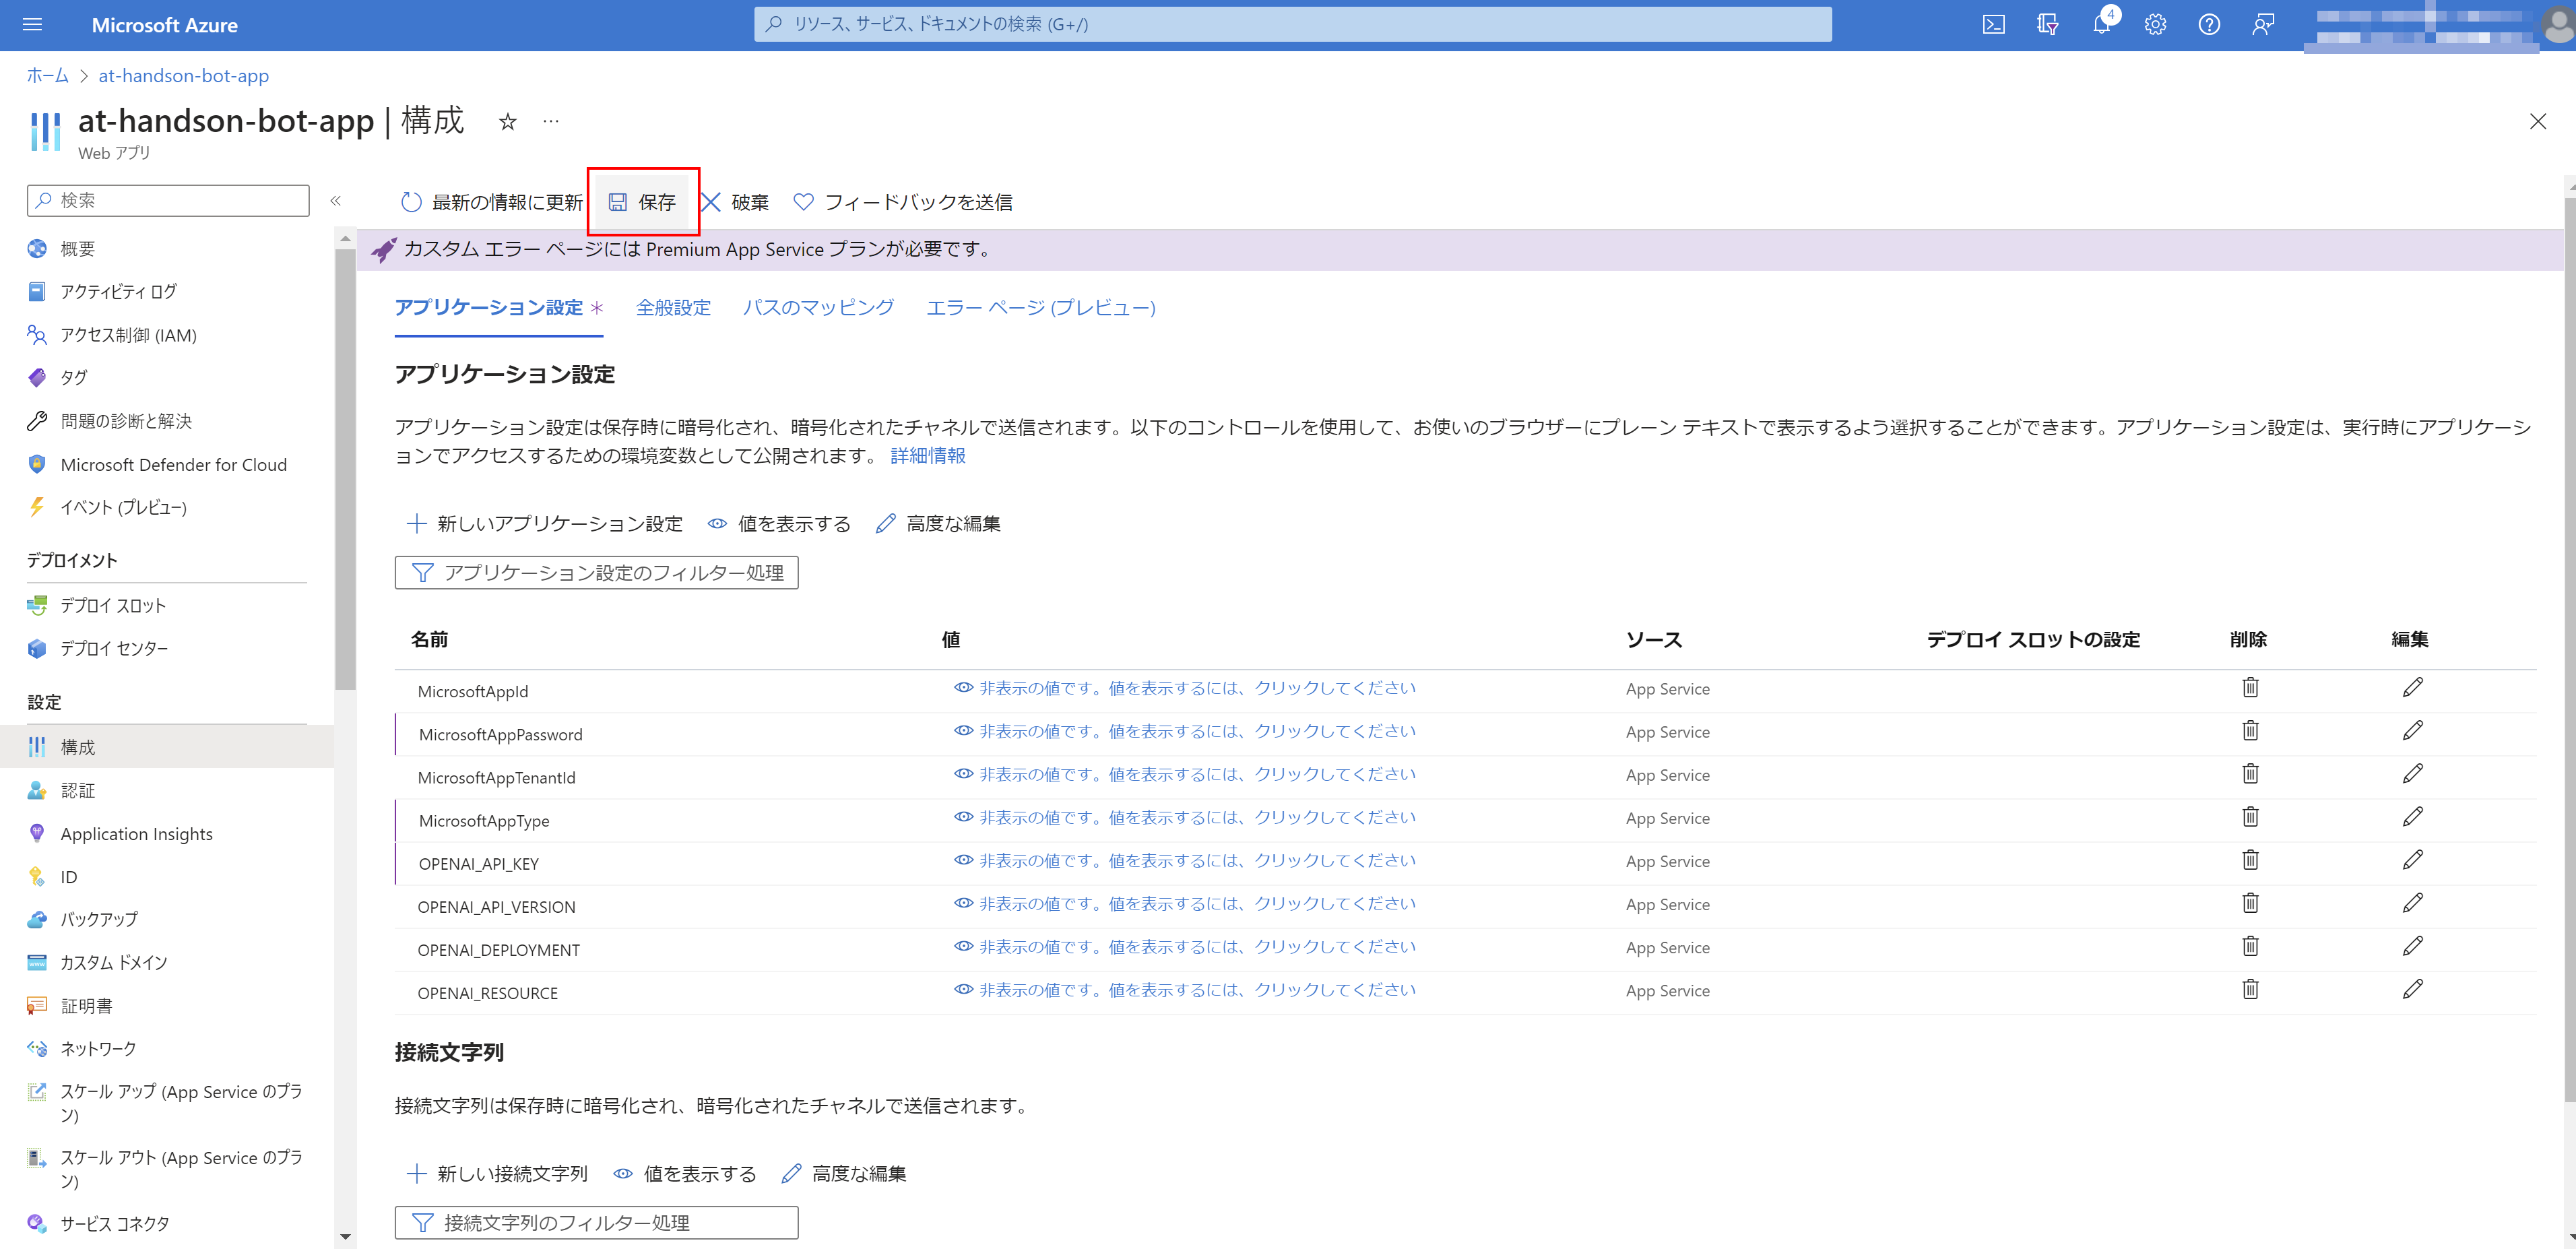 Microsoft Azure
リソース、サービス、ドキュメントの検索 (G+/)
4
ホーム > at-handson-bot-app
at-handson-bot-app | 構成
Web アプリ
検索
最新の情報に更新
保存
破棄
フィードバックを送信
カスタム エラー ページには Premium App Service プランが必要です。
概要
アクティビティ ログ
アクセス制御 (IAM)
タグ
問題の診断と解決
Microsoft Defender for Cloud
イベント (プレビュー)
デプロイメント
デプロイ スロット
デプロイ センター
設定
構成
認証
Application Insights
ID
バックアップ
カスタム ドメイン
証明書
ネットワーク
スケール アップ (App Service のプラ
ン)
スケール アウト (App Service のプラ
ン)
サービス コネクタ
アプリケーション設定 *
全般設定
パスのマッピング
エラー ページ (プレビュー)
アプリケーション設定
アプリケーション設定は保存時に暗号化され、暗号化されたチャネルで送信されます。以下のコントロールを使用して、お使いのブラウザーにプレーン テキストで表示するよう選択することができます。アプリケーション設定は、実行時にアプリケーシ
ョンでアクセスするための環境変数として公開されます。 詳細情報
新しいアプリケーション設定
値を表示する
高度な編集
アプリケーション設定のフィルター処理
名前 値 ソース デプロイ スロットの設定 削除 編集
MicrosoftAppId 非表示の値です。値を表示するには、クリックしてください App Service
MicrosoftAppPassword 非表示の値です。値を表示するには、クリックしてください App Service
MicrosoftAppTenantId 非表示の値です。値を表示するには、クリックしてください App Service
MicrosoftAppType 非表示の値です。値を表示するには、クリックしてください App Service
OPENAI_API_KEY 非表示の値です。値を表示するには、クリックしてください App Service
OPENAI_API_VERSION 非表示の値です。値を表示するには、クリックしてください App Service
OPENAI_DEPLOYMENT 非表示の値です。値を表示するには、クリックしてください App Service
OPENAI_RESOURCE 非表示の値です。値を表示するには、クリックしてください App Service
接続文字列
接続文字列は保存時に暗号化され、暗号化されたチャネルで送信されます。
新しい接続文字列
値を表示する
高度な編集
接続文字列のフィルター処理